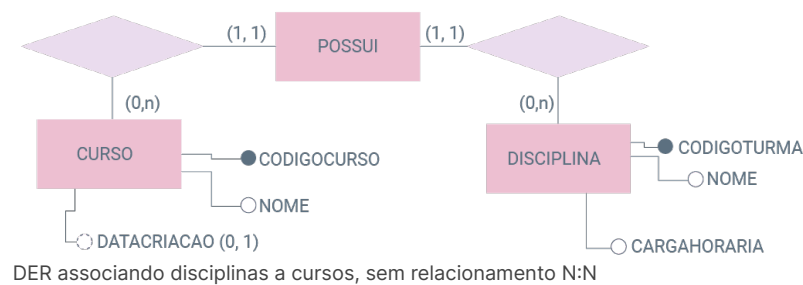 (1, 1) POSSUI (1, 1)
(0,n) (0,n)
CURSO
CODIGOCURSO
NOME
DATACRIACAO (0, 1)
DISCIPLINA
CODIGOTURMA
NOME
CARGAHORARIA
DER associando disciplinas a cursos, sem relacionamento N:N